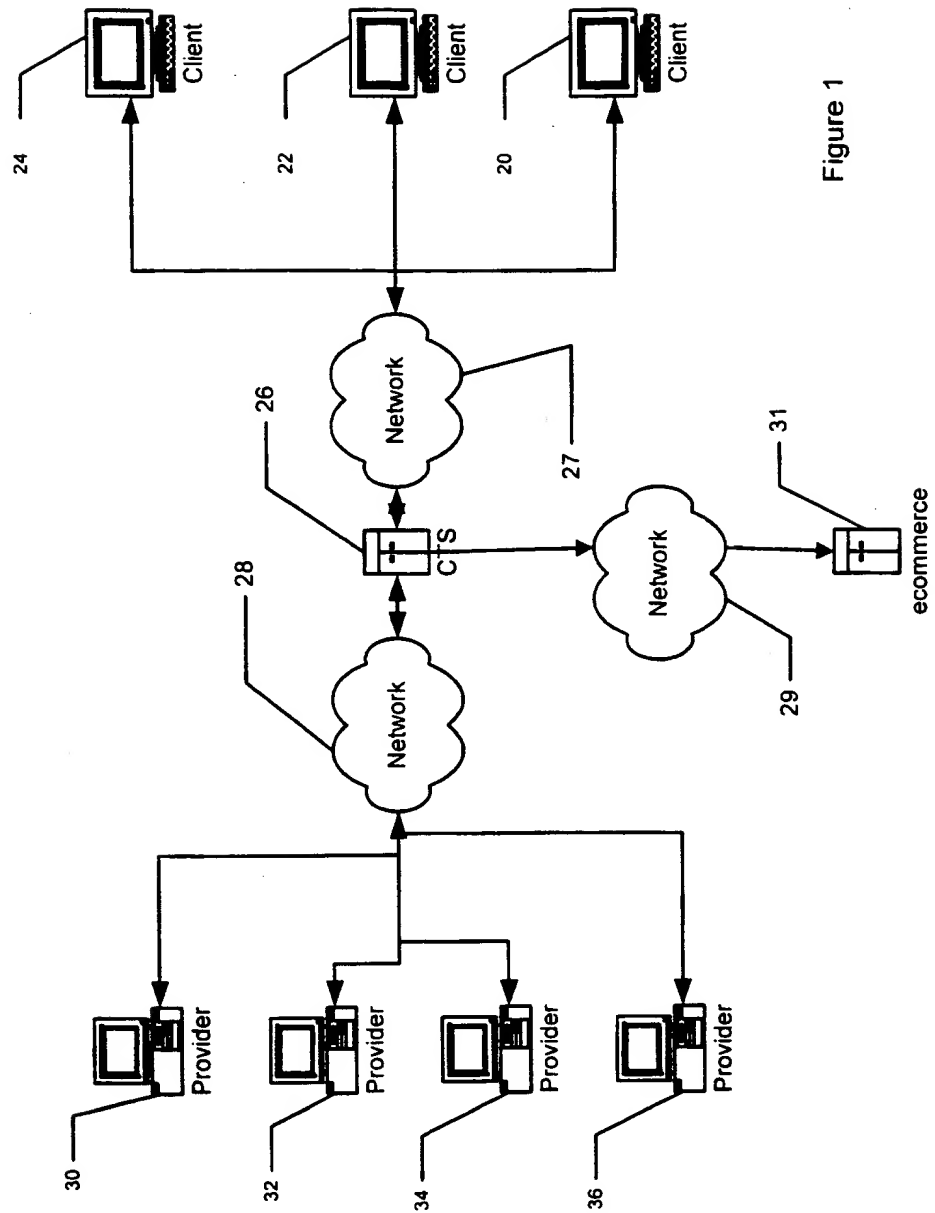 24
Client
22
Client
20
Client
Figure 1
Network
27
26
CTS
31
ecommerce
Network
29
28
Network
30
Provider
32
Provider
34
Provider
36
Provider